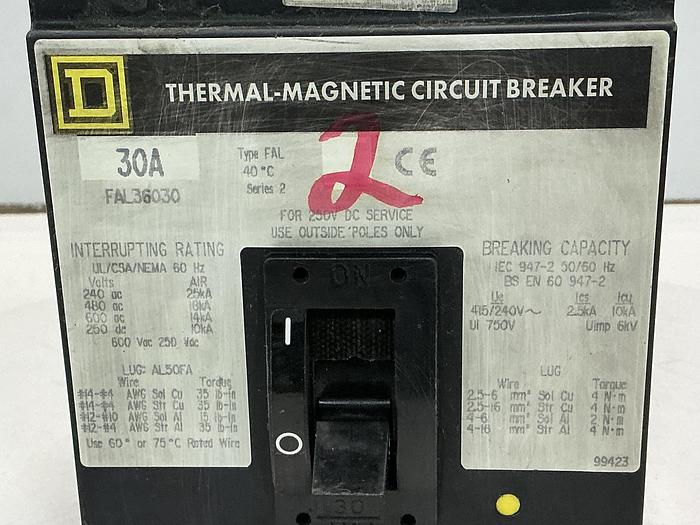 D THERMAL-MAGNETIC CIRCUIT BREAKER
30A
FAL36030
Type FAL
40°C
Series 2
2
CE
FOR 250V DC SERVICE
USE OUTSIDE POLES ONLY
INTERRUPTING RATING
UL/CSA/NEMA 60 Hz
Volts AIR
240 ac 25kA
480 ac 18kA
600 ac 14kA
250 dc 10kA
600 Vac 250 Vdc
LUG: AL50FA
Wire Torque
#14-#4 AWG Sol Cu 35 lb-in
#14-#4 AWG Str Cu 35 lb-in
#12-#10 AWG Sol Al 15 lb-in
#12-#4 AWG Str Al 35 lb-in
Use 60° or 75°C Rated Wire
ON
I
O
30
BREAKING CAPACITY
IEC 947-2 50/60 Hz
BS EN 60 947-2
Ue Ics Icu
415/240V~ 2.5kA 10kA
Ui 750V Uimp 6kV
LUG
Wire Torque
2.5-6 mm² Sol Cu 4 N·m
2.5-16 mm² Str Cu 4 N·m
4-6 mm² Sol Al 2 N·m
4-16 mm² Str Al 4 N·m
99423